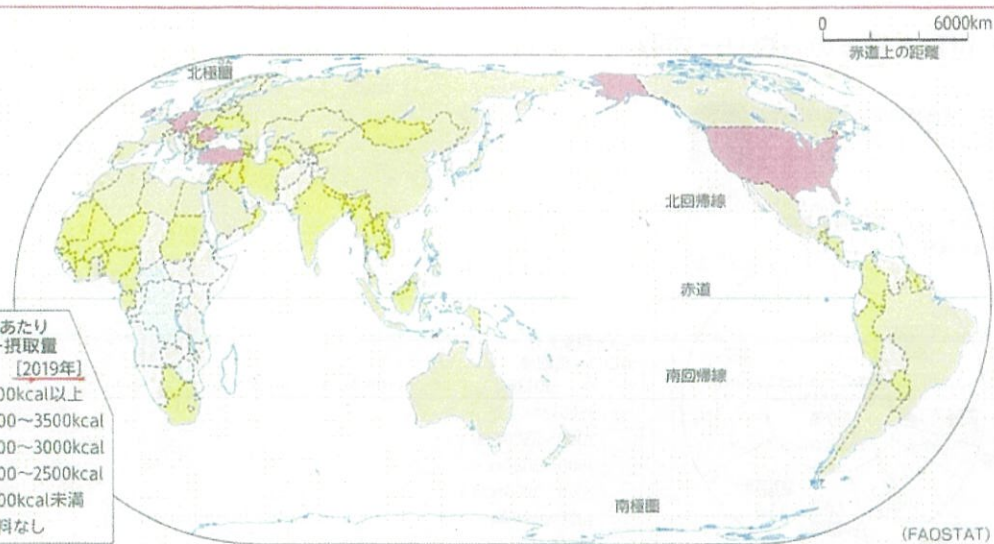 0 6000km
赤道上の距離
北極圏
北回帰線
赤道
南回帰線
南極圏
あたり
摂取量
[2019年]
00kcal以上
00〜3500kcal
00〜3000kcal
00〜2500kcal
00kcal未満
料なし
(FAOSTAT)